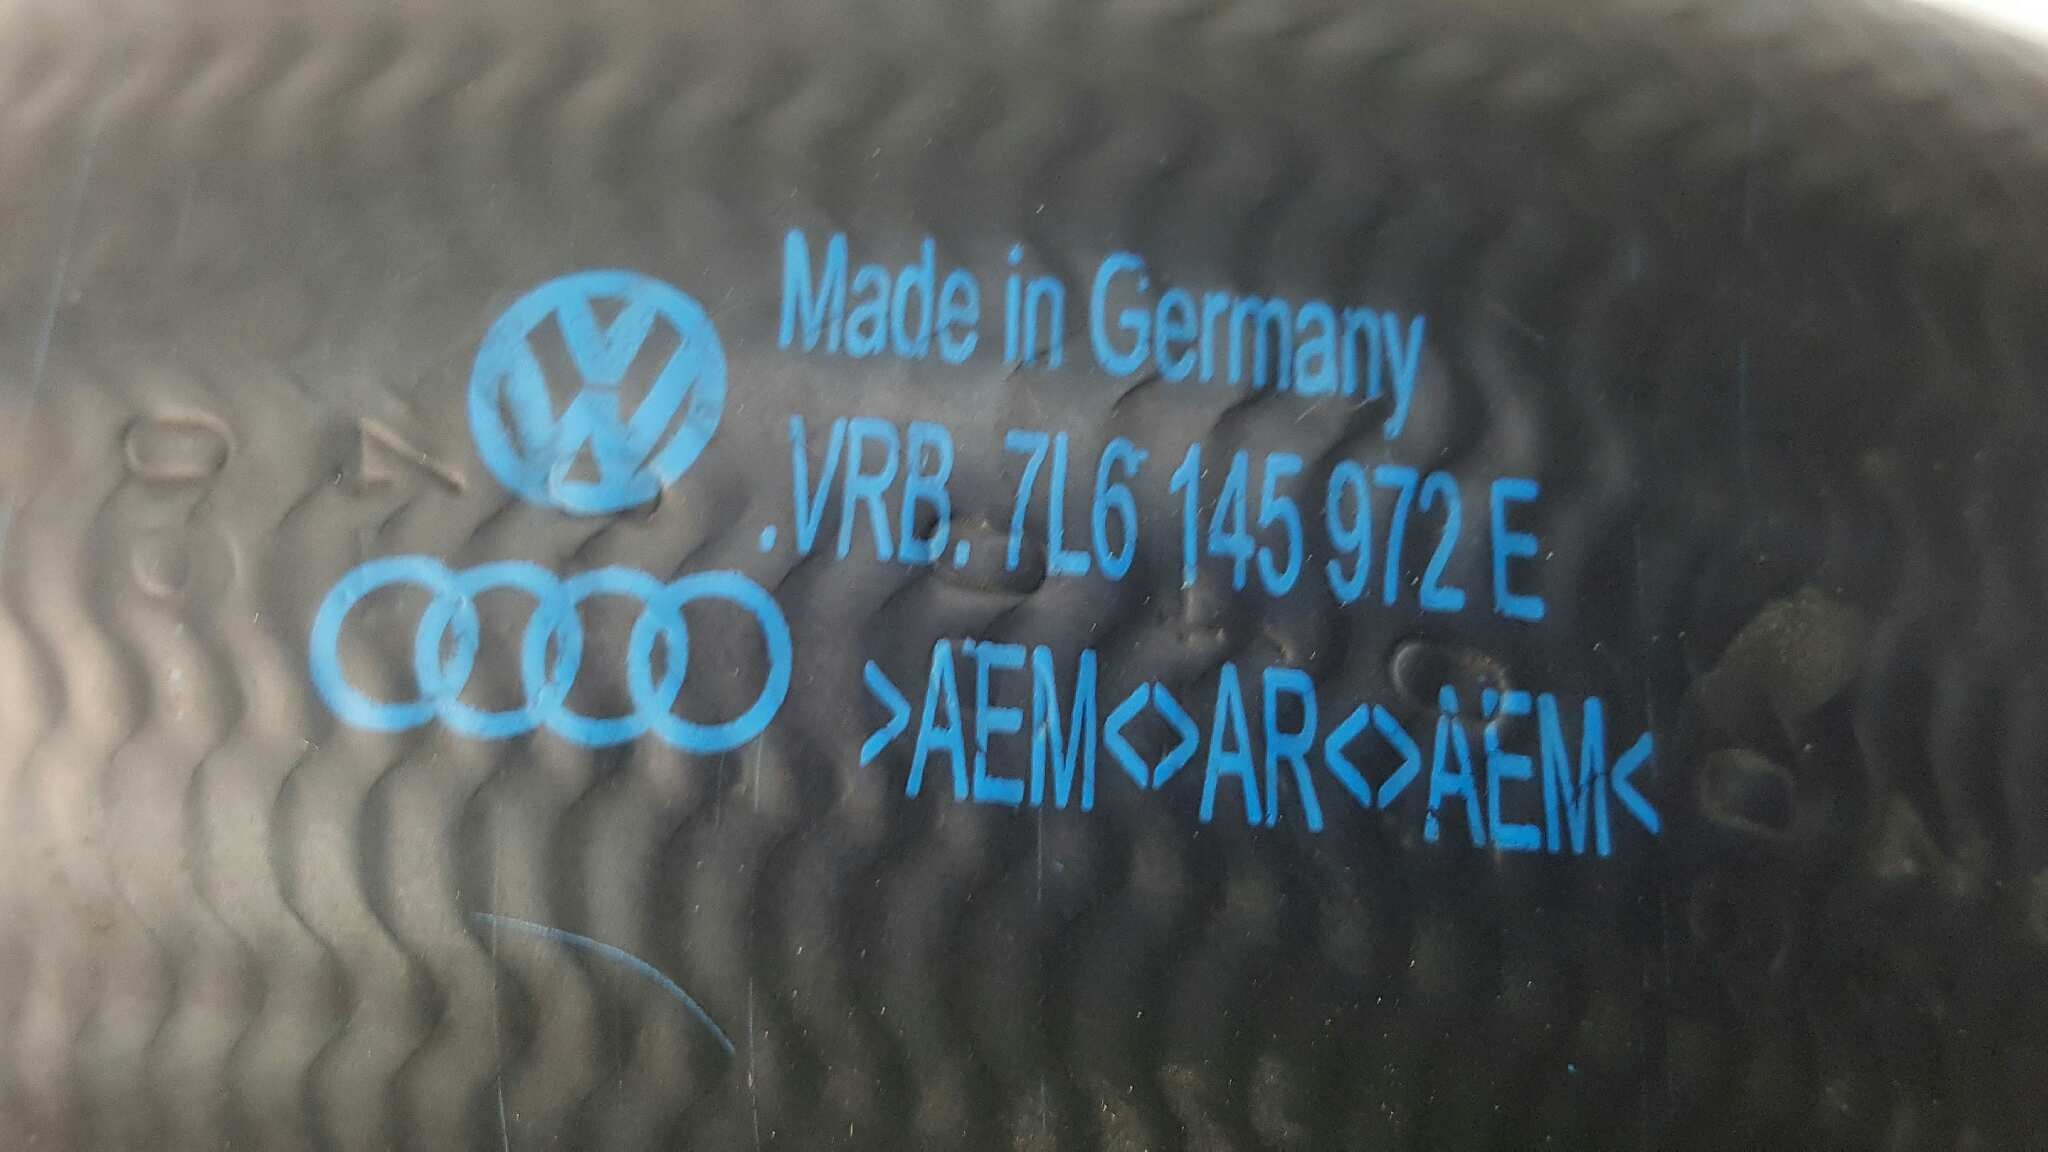 Made in Germany
.VRB. 7L6 145 972 E
>AEM<>AR<>AEM<